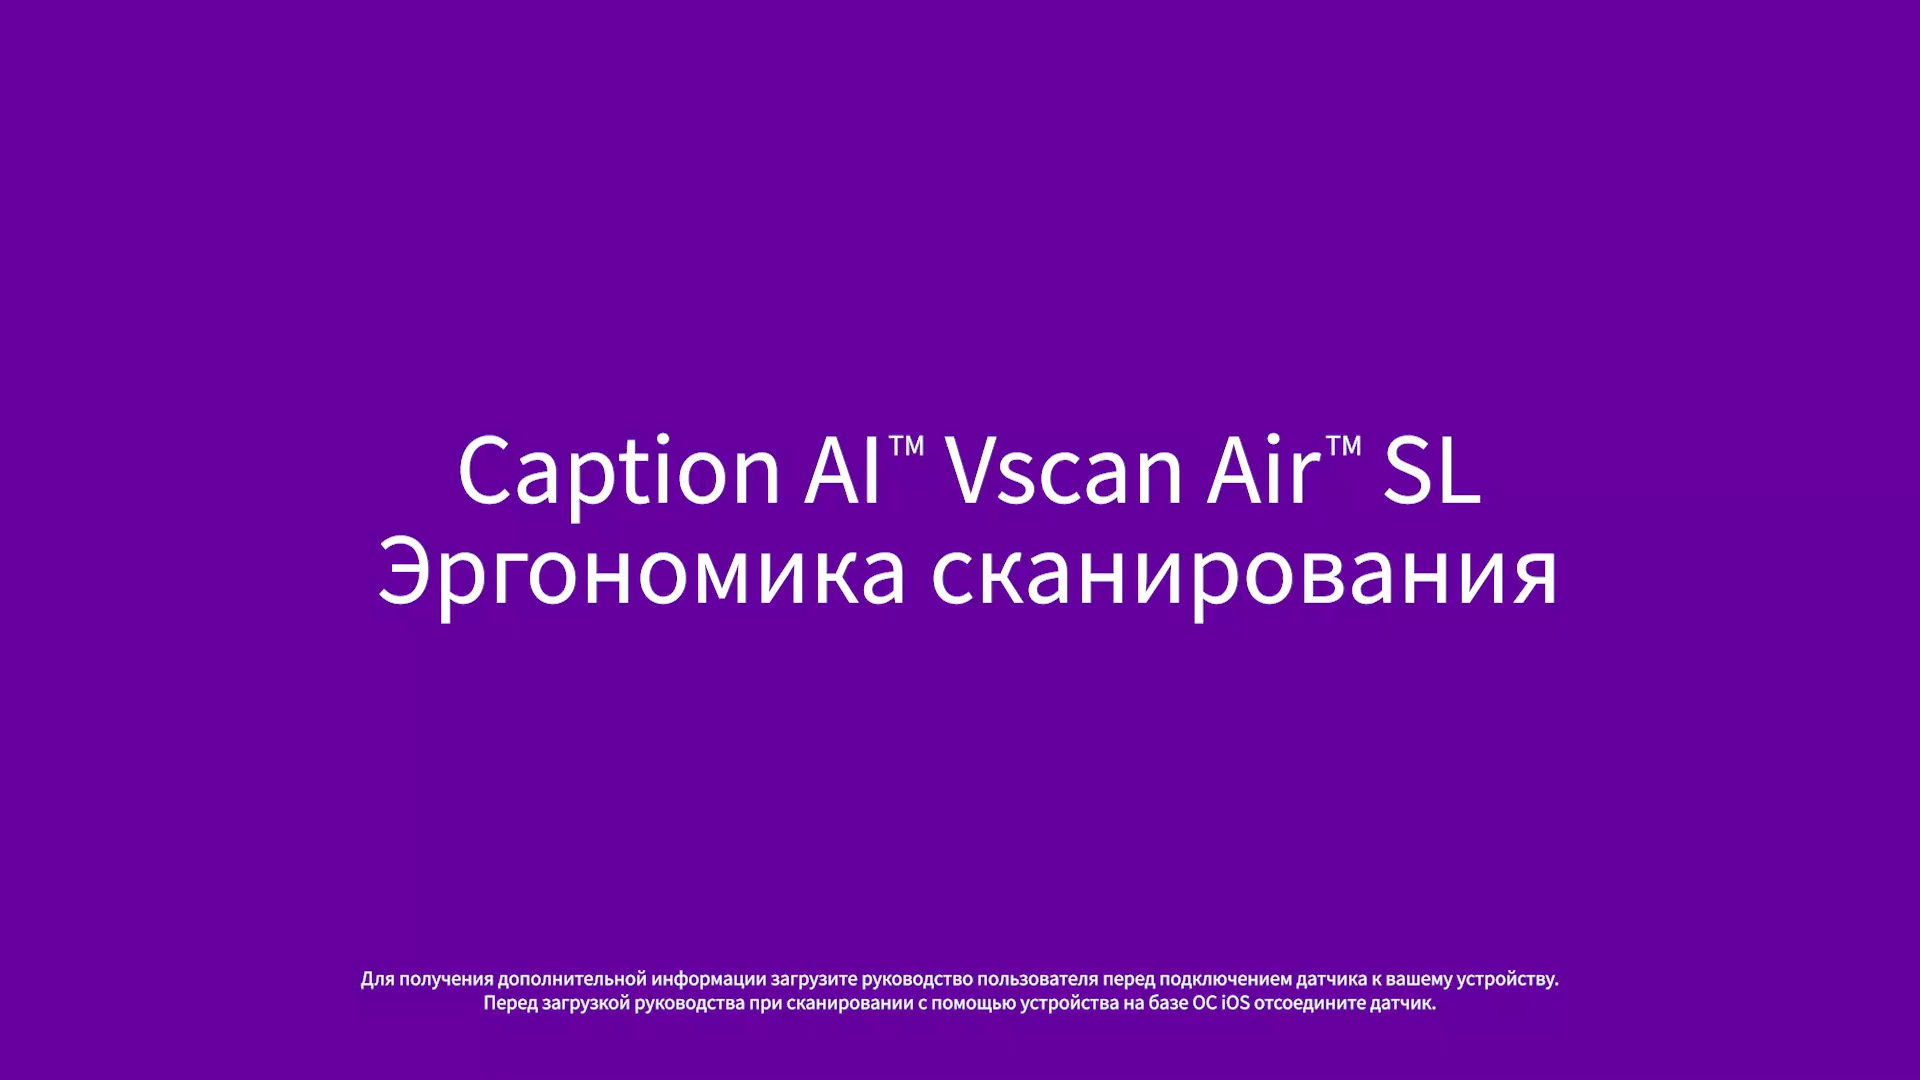 Caption AI™ Vscan Air™ SL
Эргономика сканирования
Для получения дополнительной информации загрузите руководство пользователя перед подключением датчика к вашему устройству.
Перед загрузкой руководства при сканировании с помощью устройства на базе ОС iOS отсоедините датчик.